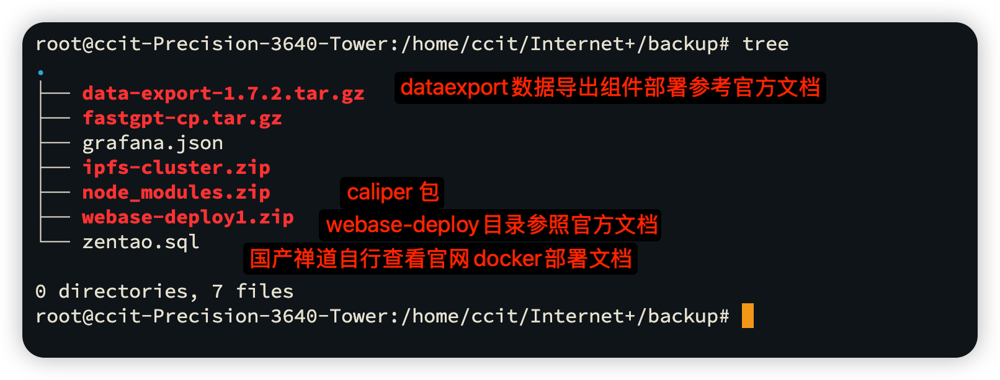 root@ccit-Precision-3640-Tower:/home/ccit/Internet+/backup# tree
.
├── data-export-1.7.2.tar.gz dataexport数据导出组件部署参考官方文档
├── fastgpt-cp.tar.gz
├── grafana.json
├── ipfs-cluster.zip
├── node_modules.zip caliper 包
├── webase-deploy1.zip webase-deploy目录参照官方文档
└── zentao.sql
国产禅道自行查看官网docker部署文档
0 directories, 7 files
root@ccit-Precision-3640-Tower:/home/ccit/Internet+/backup#